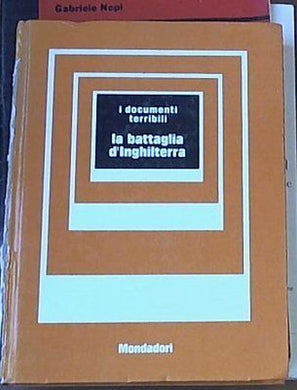 Gabriele Nepi
i documenti
terribili
la battaglia
d'Inghilterra
Mondadori